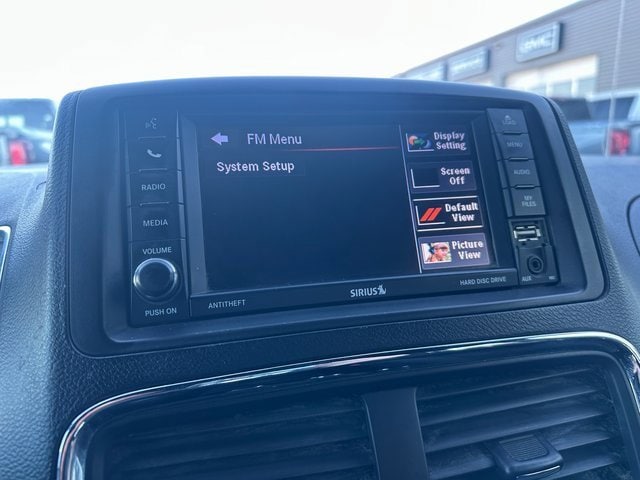 GMC
FM Menu
System Setup
Display
Setting
Screen
Off
Default
View
Picture
View
RADIO
MEDIA
VOLUME
PUSH ON
LOAD
MENU
AUDIO
MY
FILES
AUX
ANTITHEFT
SIRIUS
HARD DISC DRIVE